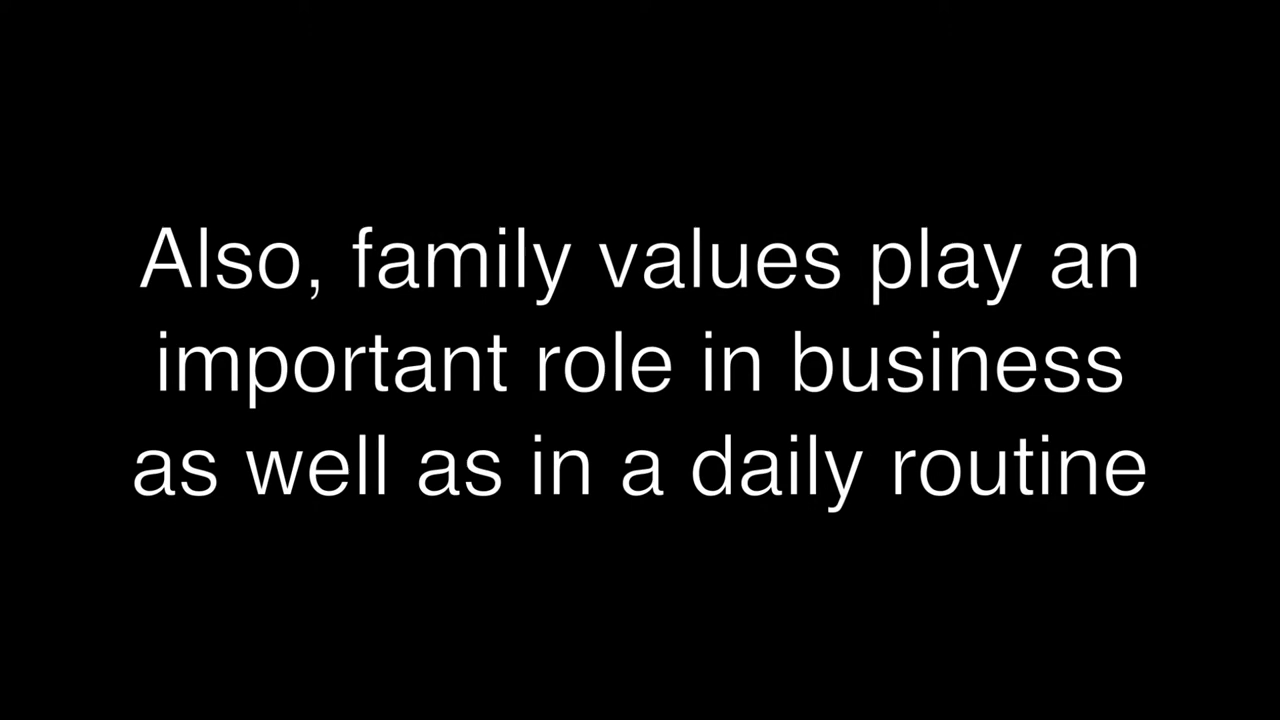 Also, family values play an
important role in business
as well as in a daily routine